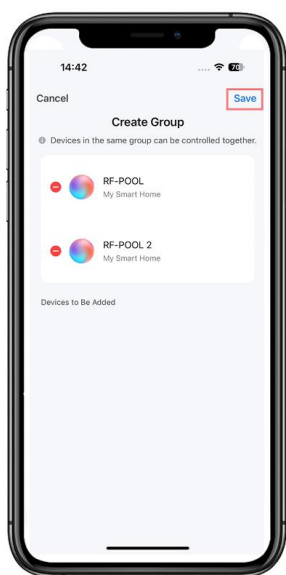 14:42
70
Cancel
Save
Create Group
Devices in the same group can be controlled together.
RF-POOL
My Smart Home
RF-POOL 2
My Smart Home
Devices to Be Added